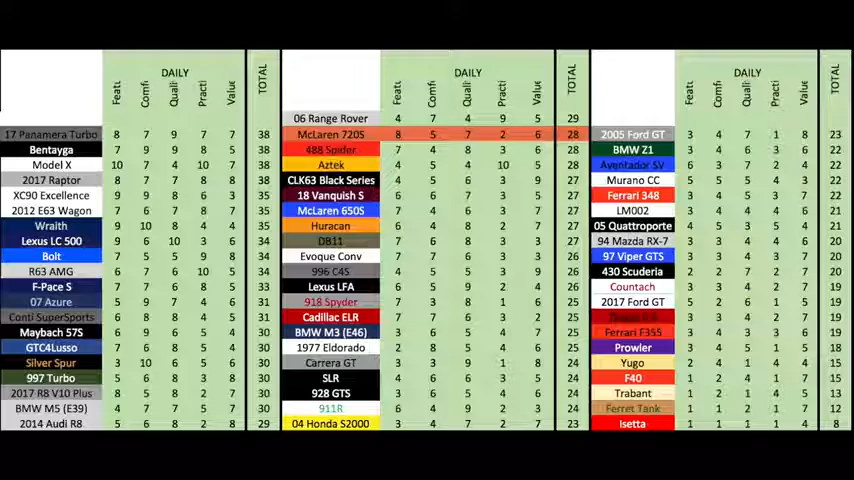 DAILY
Comf
Quali
Practi
Value
TOTAL
17 Panamera Turbo 8 7 9 7 7 38
Bentayga 7 9 9 8 5 38
Model X 10 7 4 10 7 38
2017 Raptor 8 7 7 8 8 38
XC90 Excellence 9 9 8 6 3 35
2012 E63 Wagon 7 6 7 8 7 35
Wraith 9 10 8 4 4 35
Lexus LC 500 9 6 10 3 6 34
Bolt 7 5 5 9 8 34
R63 AMG 7 6 6 10 5 34
F-Pace S 7 6 8 7 5 33
07 Azure 5 9 7 4 6 31
Conti SuperSports 6 8 8 4 5 31
Maybach 57S 6 9 6 5 4 30
GTC4Lusso 6 7 8 5 4 30
Silver Spur 3 10 6 5 6 30
997 Turbo 5 6 8 3 8 30
2017 R8 V10 Plus 8 5 8 2 7 30
BMW M5 (E39) 4 7 7 5 7 30
2014 Audi R8 5 6 8 2 8 29
DAILY
Comf
Quali
Practi
Value
TOTAL
06 Range Rover 4 7 4 9 5 29
McLaren 720S 8 5 7 2 6 28
488 Spider 7 4 8 3 6 28
Aztek 4 5 4 10 5 28
CLK63 Black Series 4 5 6 3 9 27
18 Vanquish S 6 6 7 3 5 27
McLaren 650S 7 4 6 3 7 27
Huracan 6 4 8 2 7 27
DB11 7 6 8 3 3 27
Evoque Conv 7 6 6 4 4 27
996 C4S 4 5 5 3 9 26
Lexus LFA 4 5 8 3 6 26
918 Spyder 7 3 8 1 6 25
Cadillac ELR 7 7 6 3 2 25
BMW M3 (E46) 3 6 5 4 7 25
1977 Eldorado 2 8 5 4 6 25
Carrera GT 3 3 9 1 8 24
SLR 4 6 6 3 5 24
928 GTS 3 6 7 3 5 24
911R 6 4 9 2 3 24
04 Honda S2000 3 4 7 2 7 23
DAILY
Comf
Quali
Practi
Value
TOTAL
2005 Ford GT 3 4 7 1 8 23
BMW Z1 3 4 6 3 6 22
Aventador SV 6 3 7 2 4 22
Murano CC 5 5 5 4 3 22
Ferrari 348 3 4 6 2 7 22
LM002 4 4 4 5 4 21
05 Quattroporte 4 5 3 5 4 21
94 Mazda RX-7 3 4 4 3 6 20
97 Viper GTS 3 3 6 2 6 20
430 Scuderia 2 2 7 2 7 20
Countach 1 2 7 1 8 19
2017 Ford GT 5 2 6 1 5 19
Ferrari F355
Prowler 3 4 5 1 5 18
Yugo 2 4 1 4 4 15
F40 1 2 4 1 7 15
Trabant 1 2 1 4 5 13
Ferret Tank 1 1 7 1 2 12
Isetta 1 1 1 1 4 8